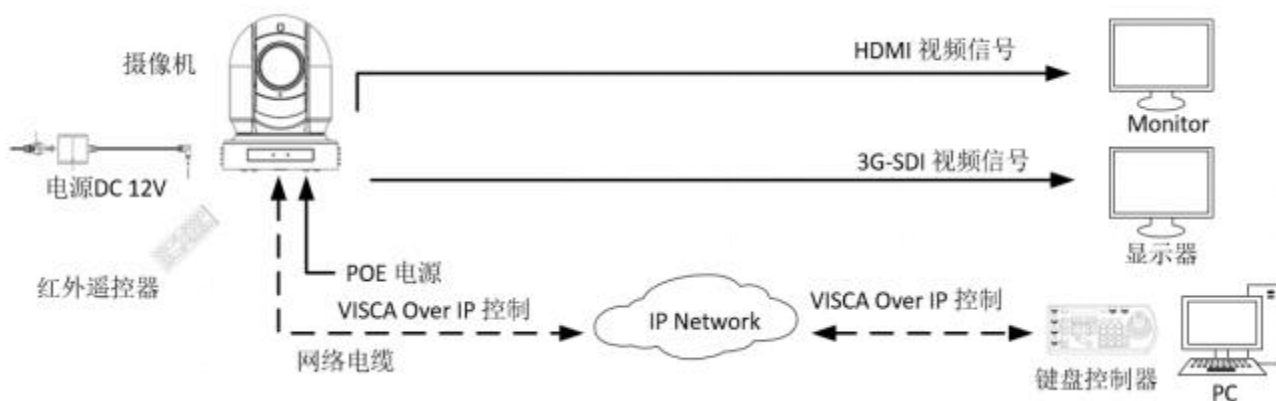 摄像机
HDMI 视频信号
Monitor
电源DC 12V
3G-SDI 视频信号
显示器
红外遥控器
POE 电源
VISCA Over IP 控制
IP Network
VISCA Over IP 控制
网络电缆
键盘控制器
PC